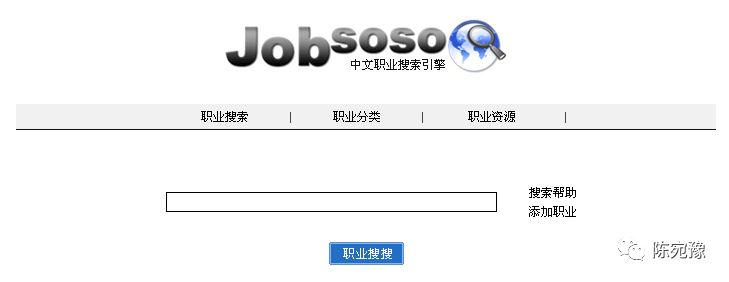 Jobsoso
中文职业搜索引擎
职业搜索 | 职业分类 | 职业资源 |
搜索帮助
添加职业
职业搜搜
陈宛豫